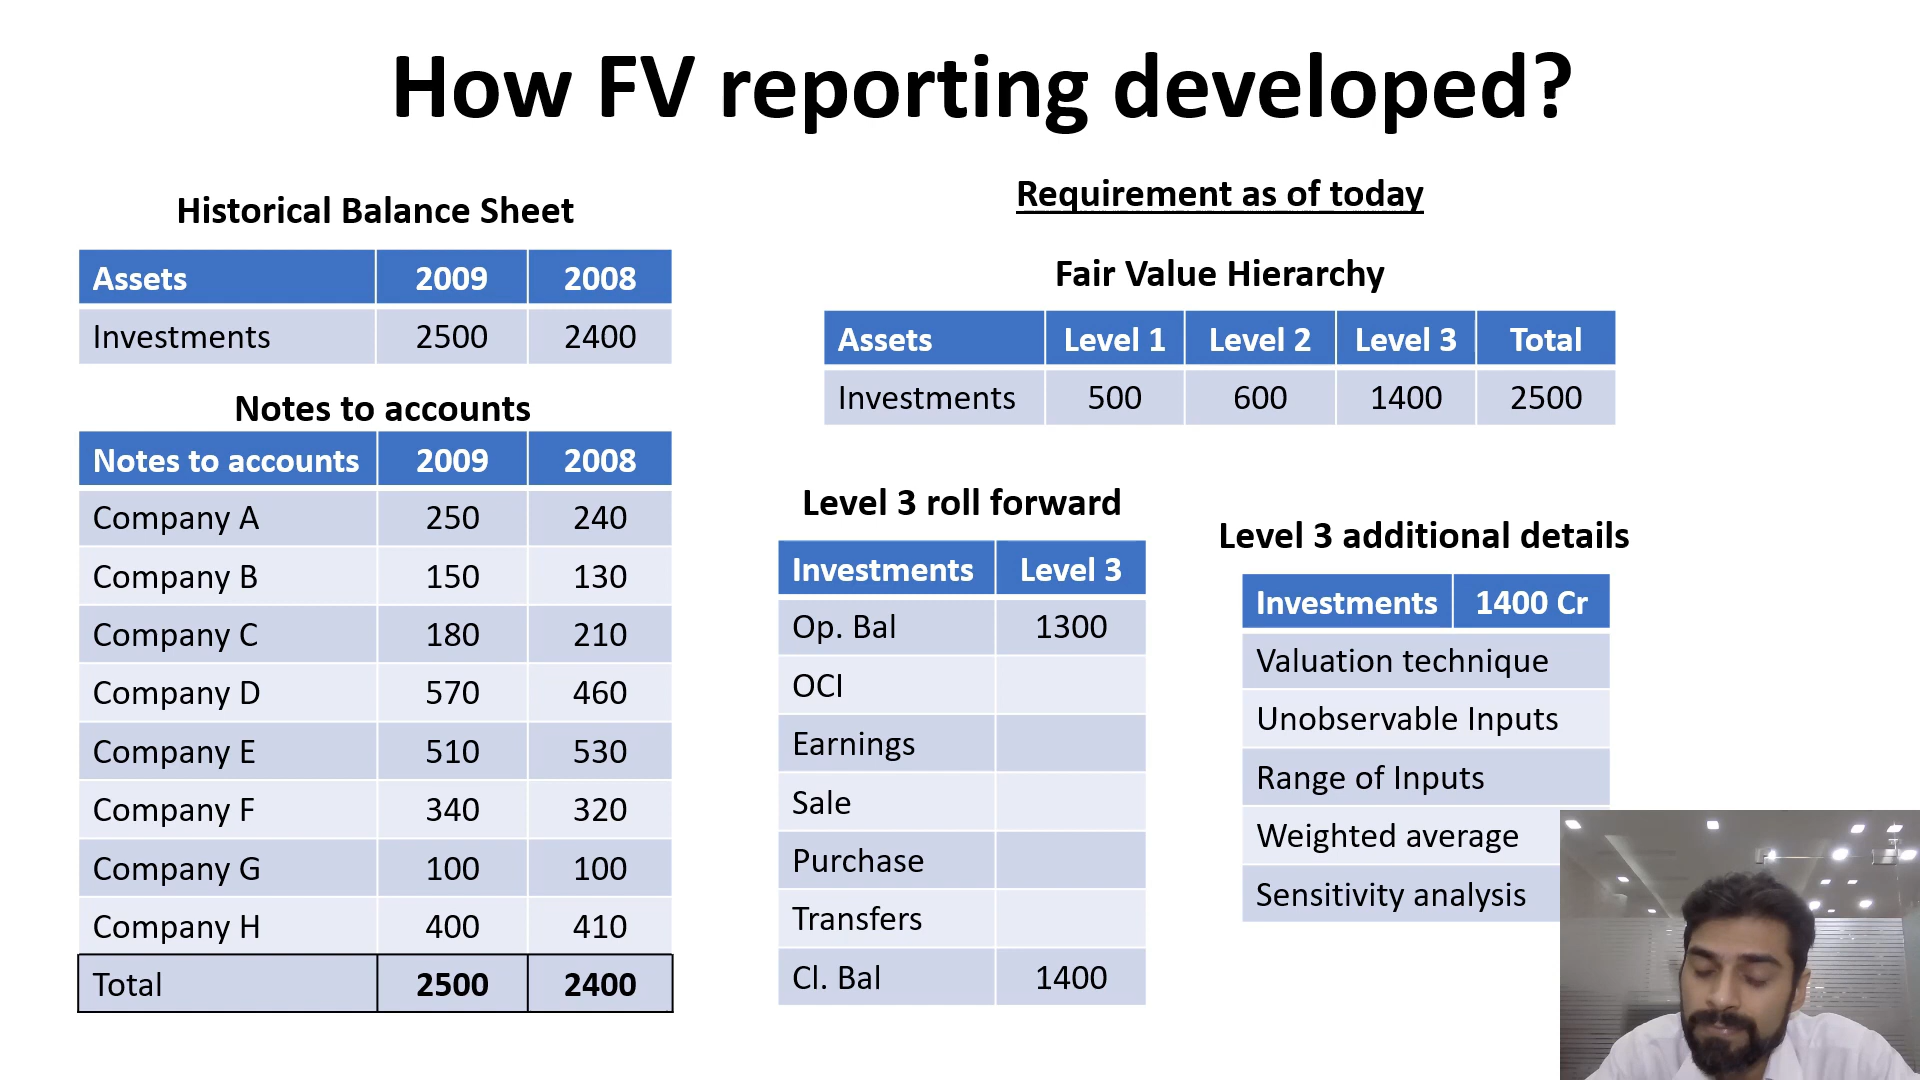 How FV reporting developed?
Historical Balance Sheet
Assets 2009 2008
Investments 2500 2400
Notes to accounts
Notes to accounts 2009 2008
Company A 250 240
Company B 150 130
Company C 180 210
Company D 570 460
Company E 510 530
Company F 340 320
Company G 100 100
Company H 400 410
Total 2500 2400
Requirement as of today
Fair Value Hierarchy
Assets Level 1 Level 2 Level 3 Total
Investments 500 600 1400 2500
Level 3 roll forward
Investments Level 3
Op. Bal 1300
OCI
Earnings
Sale
Purchase
Transfers
Cl. Bal 1400
Level 3 additional details
Investments 1400 Cr
Valuation technique
Unobservable Inputs
Range of Inputs
Weighted average
Sensitivity analysis